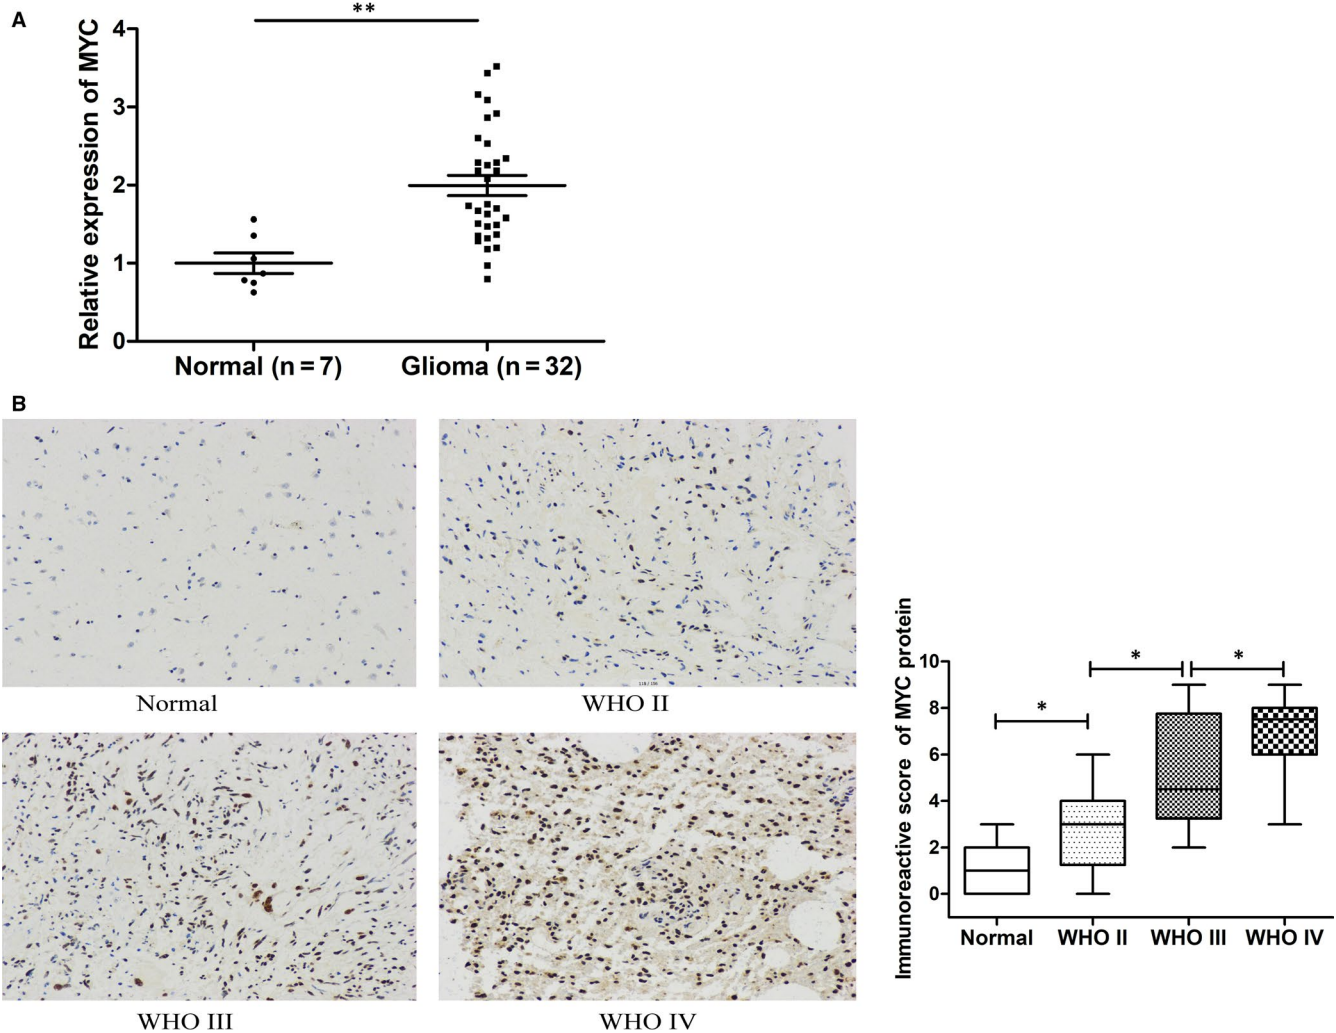 A
**
Relative expression of MYC
4
3
2
1
0
Normal (n = 7)
Glioma (n = 32)
B
Normal
WHO II
WHO III
WHO IV
Immunoreactive score of MYC protein
10
8
6
4
2
0
*
*
*
Normal
WHO II
WHO III
WHO IV